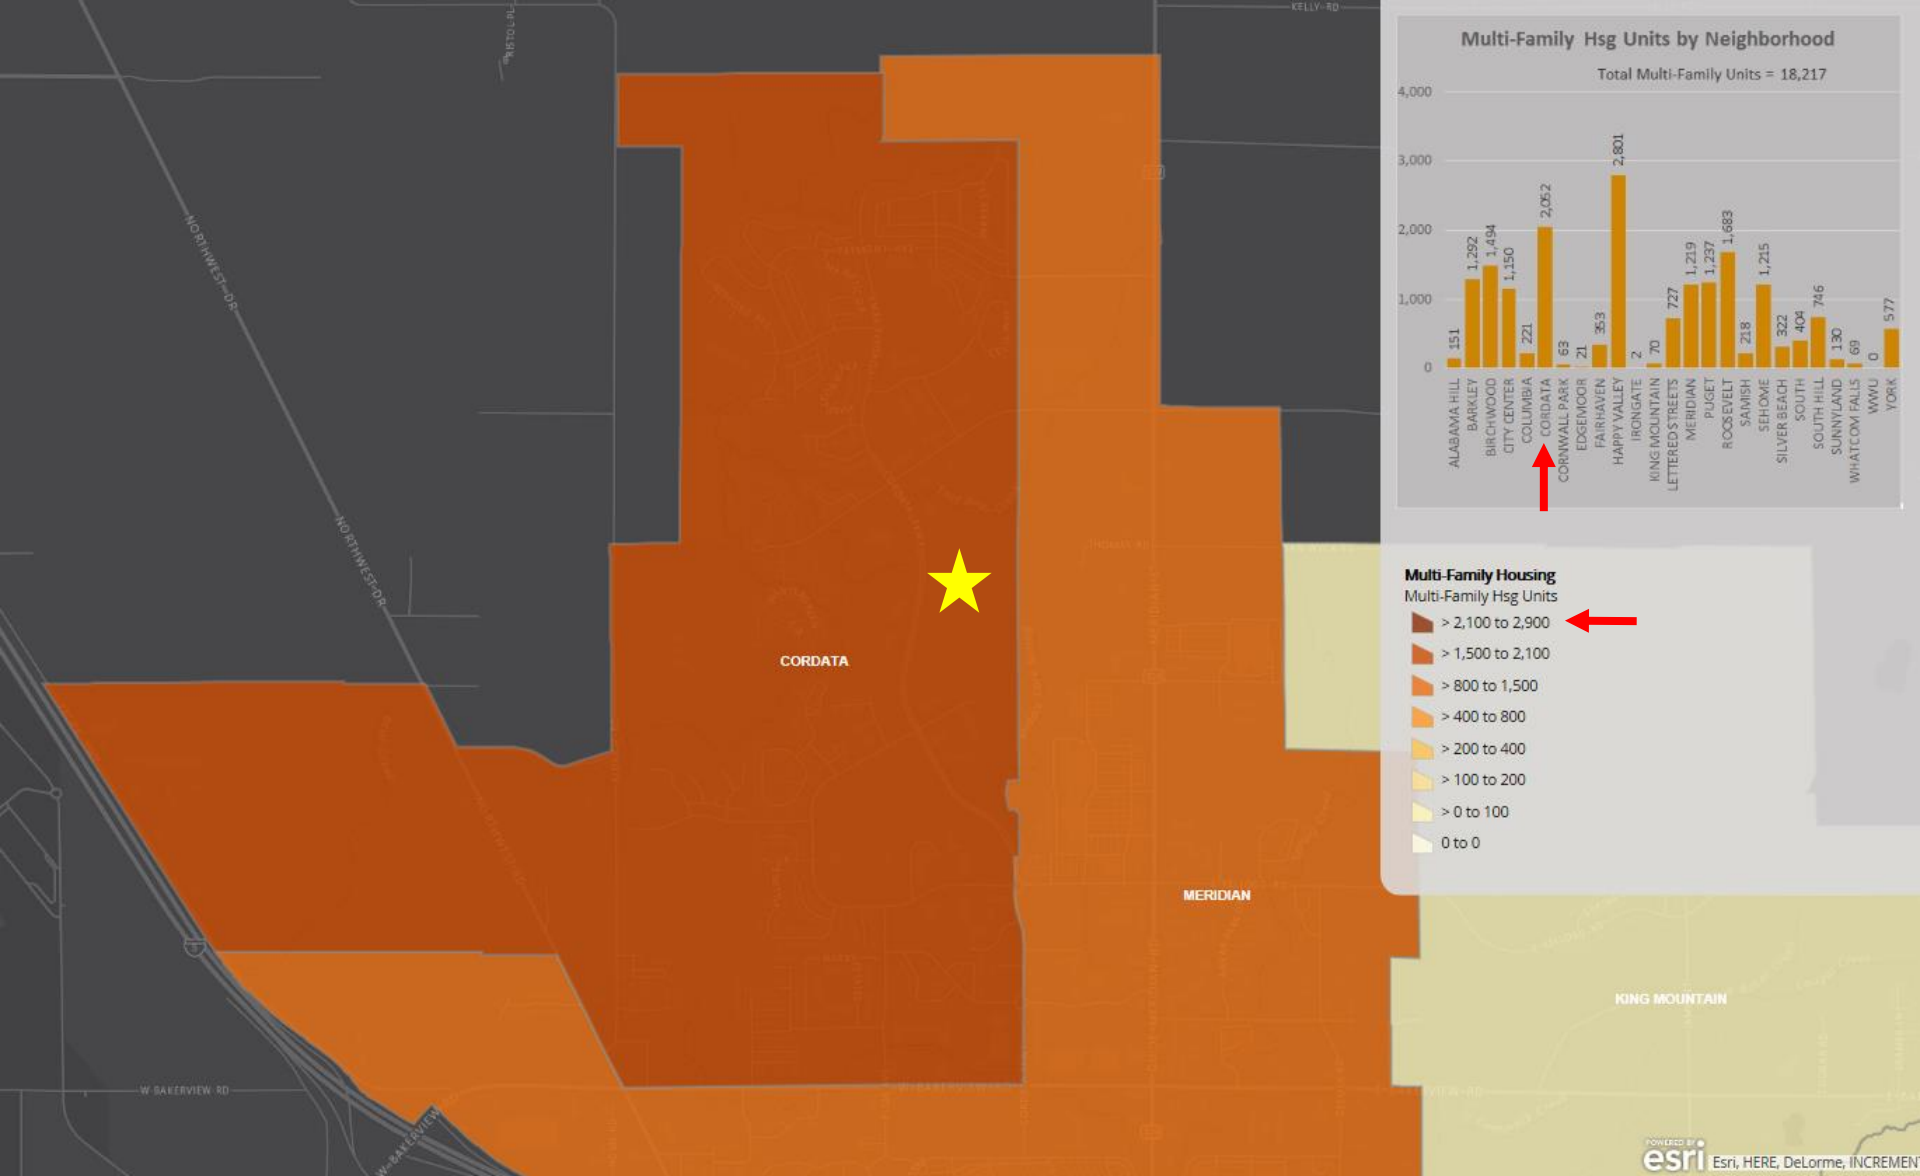 KELLY-RD
NORTHWEST-DR
NORTHWEST-DR
CORDATA
MERIDIAN
KING MOUNTAIN
W-BAKERVIEW-RD
W-BAKERVIEW
Multi-Family Hsg Units by Neighborhood
Total Multi-Family Units = 18,217
4,000
3,000
2,000
1,000
0
151
1,292
1,494
1,150
221
2,052
63
21
353
2,801
2
70
727
1,219
1,237
1,683
218
1,215
322
404
746
130
69
0
577
ALABAMA HILL
BARKLEY
BIRCHWOOD
CITY CENTER
COLUMBIA
CORDATA
CORNWALL PARK
EDGEMOOR
FAIRHAVEN
HAPPY VALLEY
IRONGATE
KING MOUNTAIN
LETTERED STREETS
MERIDIAN
PUGET
ROOSEVELT
SAMISH
SEHOME
SILVER BEACH
SOUTH
SOUTH HILL
SUNNYLAND
WHATCOM FALLS
WWU
YORK
Multi-Family Housing
Multi-Family Hsg Units
> 2,100 to 2,900
> 1,500 to 2,100
> 800 to 1,500
> 400 to 800
> 200 to 400
> 100 to 200
> 0 to 100
0 to 0
POWERED BY
esri
Esri, HERE, DeLorme, INCREMENT